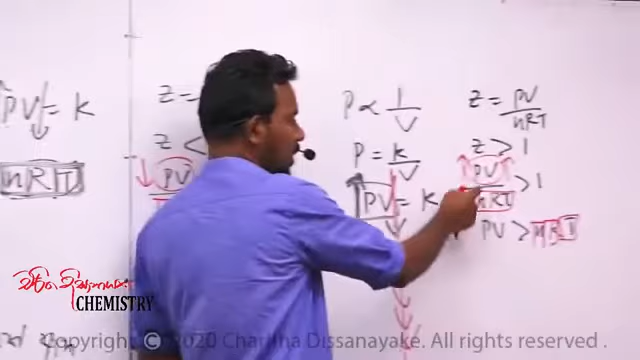 PV = K
nRT
z =
z <
PV
P ∝ 1/V
P = K/V
PV = K
z = PV/nRT
z > 1
PV/nRT > 1
PV > nRT
CHEMISTRY
Copyright ©2020 Charitha Dissanayake. All rights reserved .